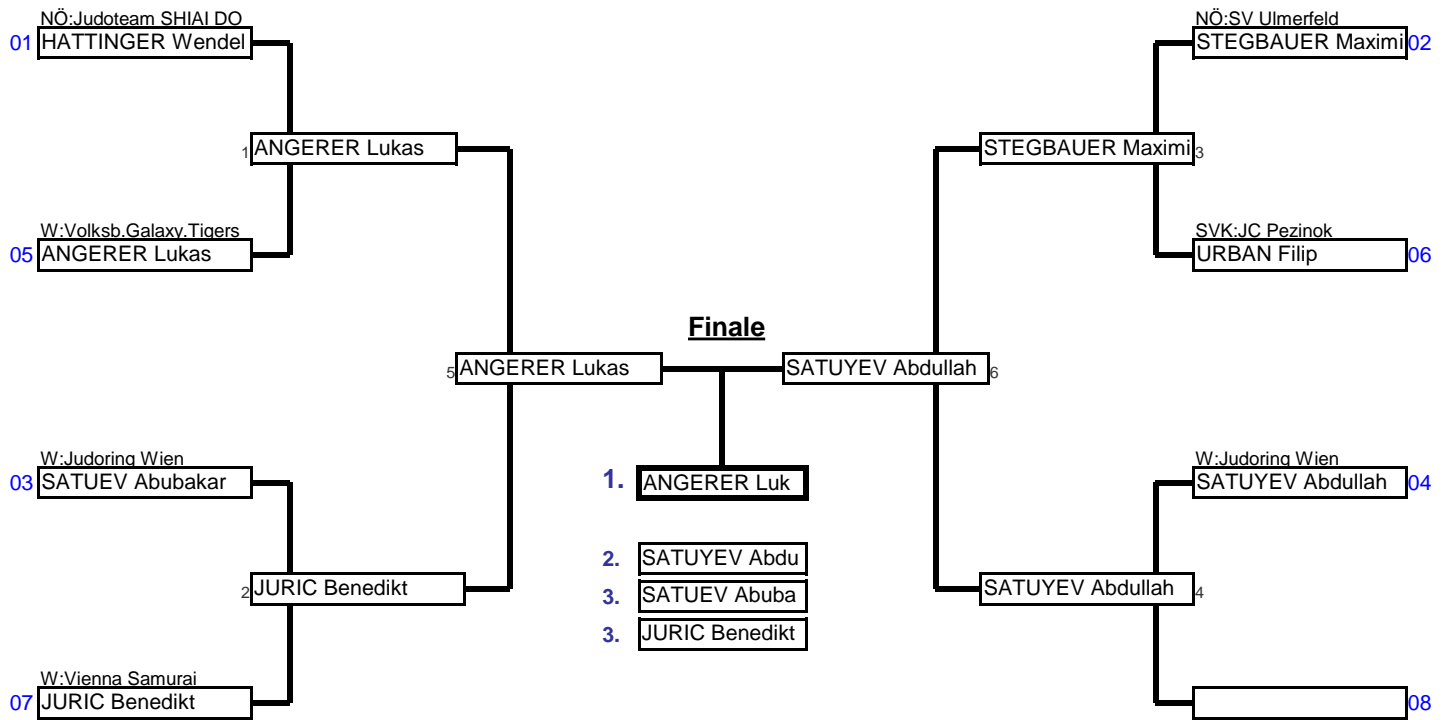 NÖ:Judoteam SHIAI DO
01 HATTINGER Wendel
NÖ:SV Ulmerfeld
STEGBAUER Maximi 02
1 ANGERER Lukas
STEGBAUER Maximi 3
W:Volksb.Galaxy.Tigers
05 ANGERER Lukas
SVK:JC Pezinok
URBAN Filip 06
Finale
5 ANGERER Lukas
SATUYEV Abdullah 6
W:Judoring Wien
03 SATUEV Abubakar
W:Judoring Wien
SATUYEV Abdullah 04
1. ANGERER Luk
2. SATUYEV Abdu
3. SATUEV Abuba
3. JURIC Benedikt
2 JURIC Benedikt
SATUYEV Abdullah 4
W:Vienna Samurai
07 JURIC Benedikt
08